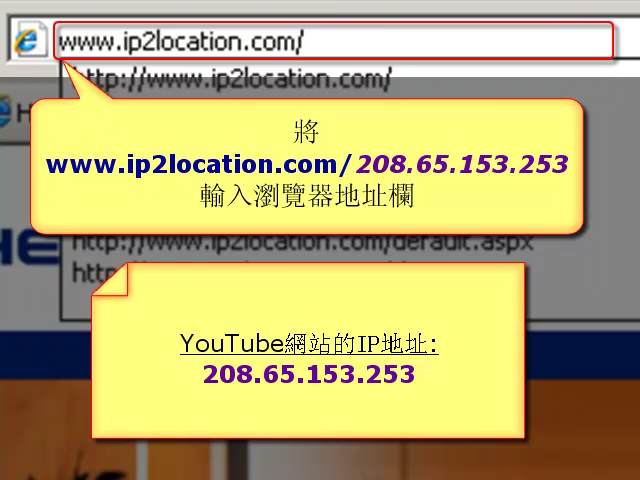 www.ip2location.com/
http://www.ip2location.com/
將
www.ip2location.com/208.65.153.253
輸入瀏覽器地址欄
http://www.ip2location.com/default.aspx
YouTube網站的IP地址:
208.65.153.253